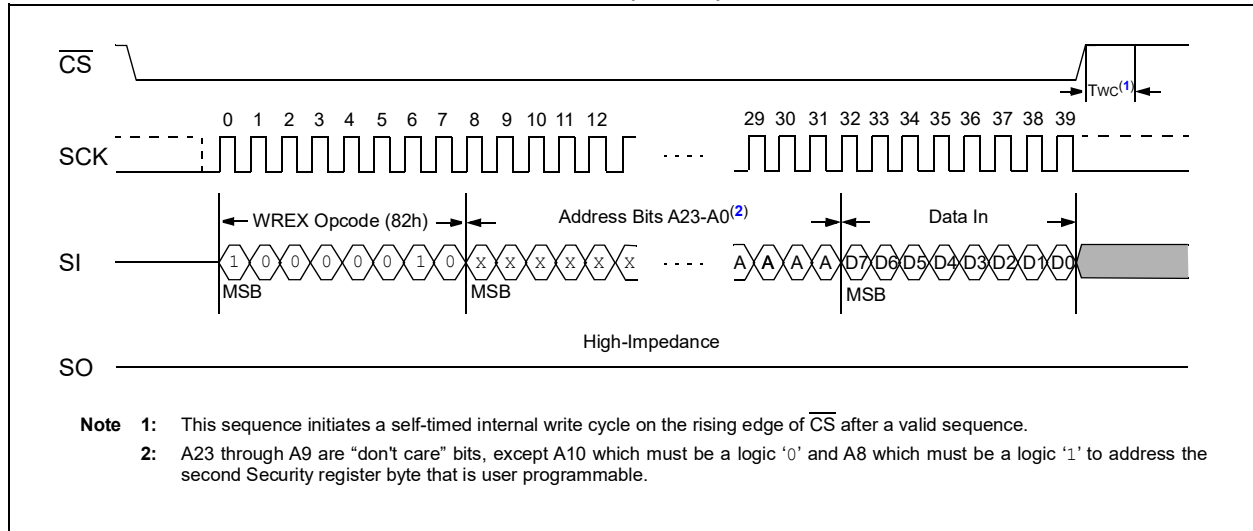 CS
TWC(1)
0 1 2 3 4 5 6 7 8 9 10 11 12 29 30 31 32 33 34 35 36 37 38 39
SCK
WREX Opcode (82h) Address Bits A23-A0(2) Data In
SI 1 0 0 0 0 0 1 0 X X X X X X A A A A D7 D6 D5 D4 D3 D2 D1 D0
MSB MSB MSB
High-Impedance
SO
Note 1: This sequence initiates a self-timed internal write cycle on the rising edge of CS after a valid sequence.
2: A23 through A9 are “don't care” bits, except A10 which must be a logic ‘0’ and A8 which must be a logic ‘1’ to address the
second Security register byte that is user programmable.